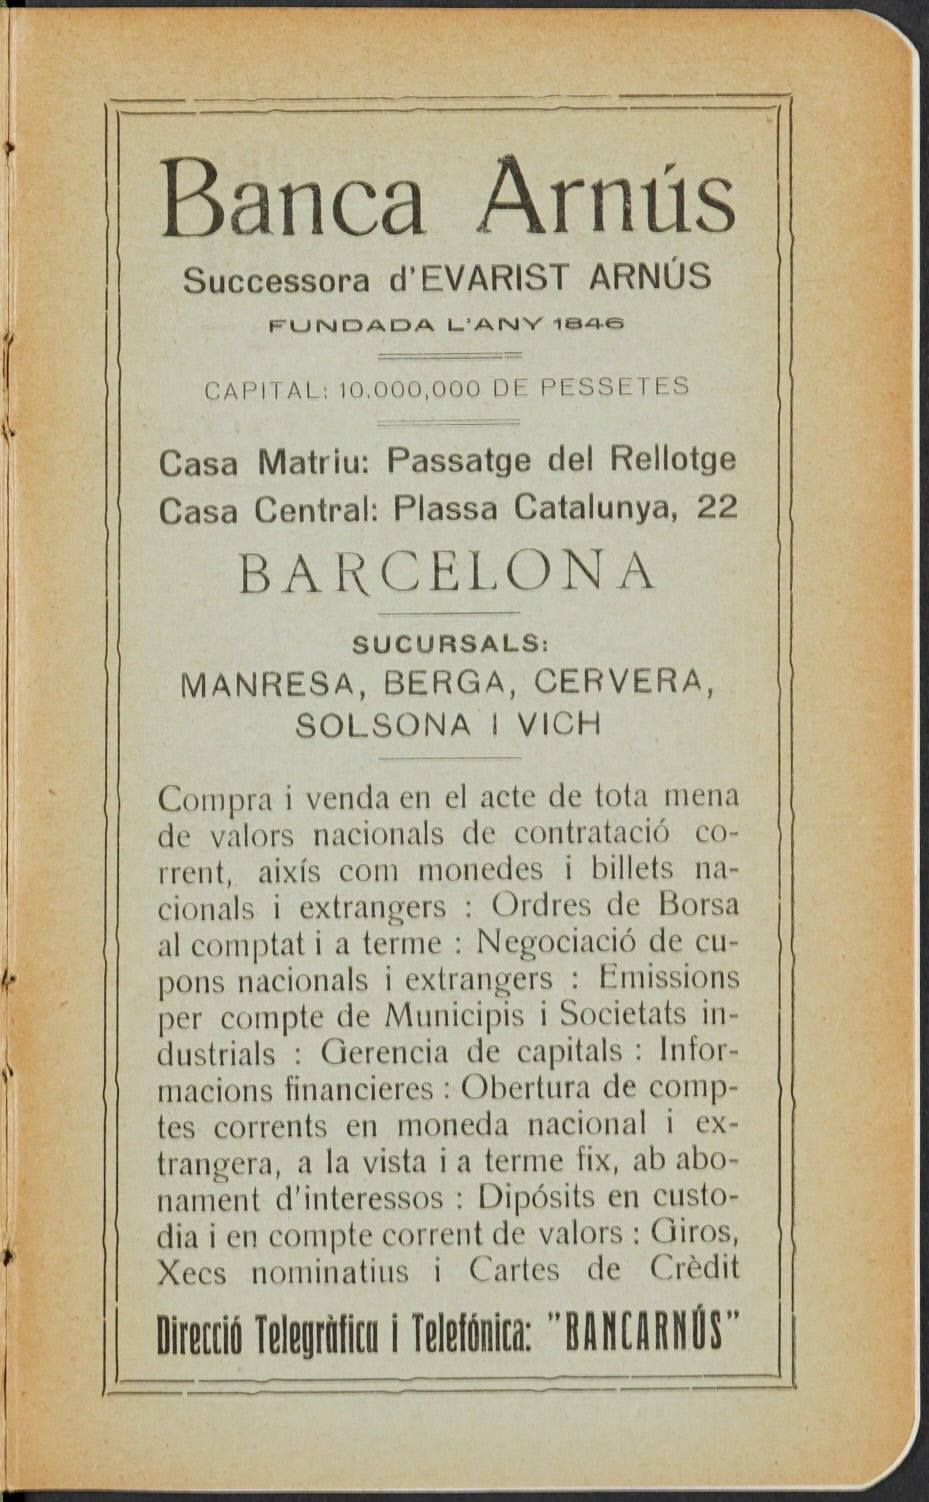 Banca Arnús
Successora d'EVARIST ARNÚS
FUNDADA L'ANY 1846
CAPITAL: 10.000,000 DE PESSETES
Casa Matriu: Passatge del Rellotge
Casa Central: Plassa Catalunya, 22
BARCELONA
SUCURSALS:
MANRESA, BERGA, CERVERA,
SOLSONA I VICH
Compra i venda en el acte de tota mena
de valors nacionals de contratació co-
rrent, aixís com monedes i billets na-
cionals i extrangers : Ordres de Borsa
al comptat i a terme : Negociació de cu-
pons nacionals i extrangers : Emissions
per compte de Municipis i Societats in-
dustrials : Gerencia de capitals : Infor-
macions financieres : Obertura de comp-
tes corrents en moneda nacional i ex-
trangera, a la vista i a terme fix, ab abo-
nament d'interessos : Dipósits en custo-
dia i en compte corrent de valors : Giros,
Xecs nominatius i Cartes de Crèdit
Direcció Telegràfica i Telefónica: "BANCARNÚS"